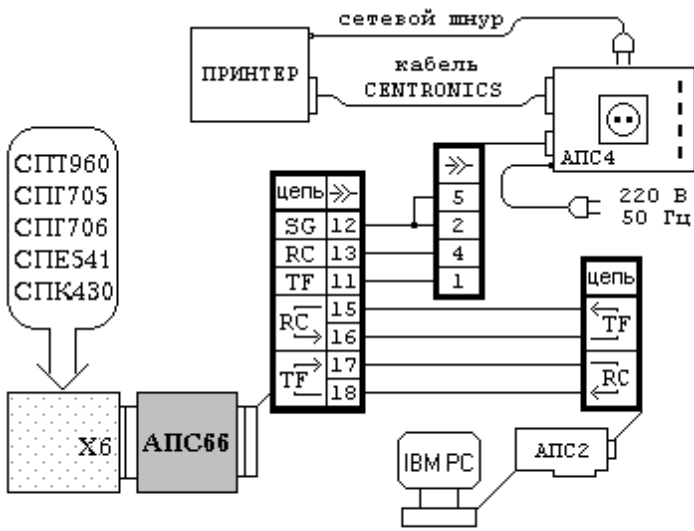 сетевой шнур
ПРИНТЕР
кабель
CENTRONICS
АПС4
220 В
50 Гц
СПТ960
СПГ705
СПГ706
СПЕ541
СПК430
цепь
SG 12
RC 13
TF 11
RC 15
16
TF 17
18
5
2
4
1
цепь
TF
RC
X6
АПС66
IBM PC
АПС2